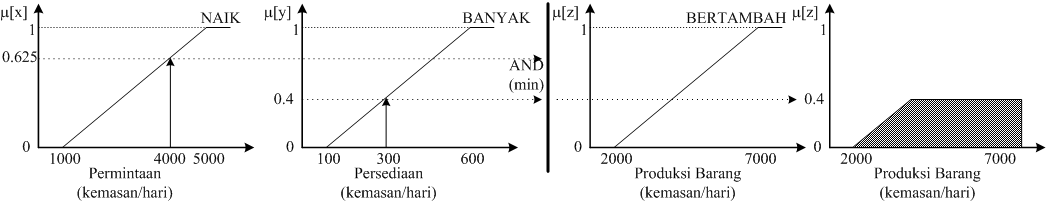 μ[x]
NAIK
1
0.625
0
1000
4000
5000
Permintaan
(kemasan/hari)
μ[y]
BANYAK
1
0.4
0
100
300
600
Persediaan
(kemasan/hari)
AND
(min)
μ[z]
BERTAMBAH
1
0
2000
7000
Produksi Barang
(kemasan/hari)
μ[z]
1
0.4
0
2000
7000
Produksi Barang
(kemasan/hari)